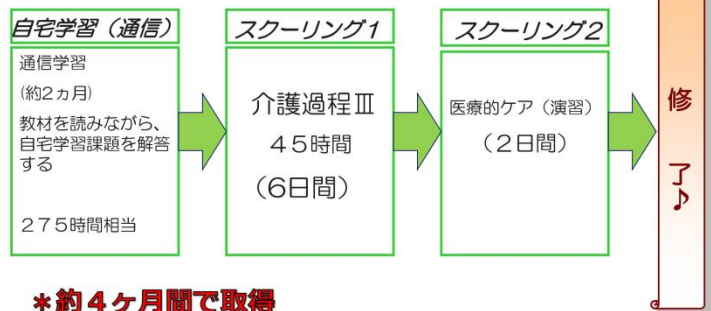 自宅学習（通信）
通信学習
(約2ヵ月)
教材を読みながら、
自宅学習課題を解答
する
２７５時間相当
スクーリング1
介護過程Ⅲ
４５時間
（6日間）
スクーリング2
医療的ケア（演習）
（２日間）
修
了♪
＊約４ヶ月間で取得